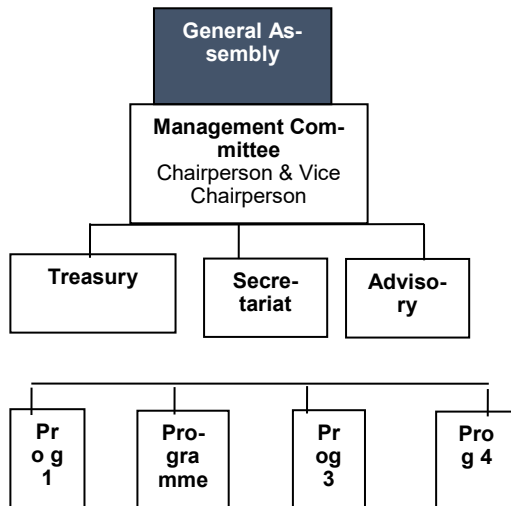 General As-
sembly
Management Com-
mittee
Chairperson & Vice
Chairperson
Treasury
Secre-
tariat
Adviso-
ry
Pr
o g
1
Pro-
gra
mme
Pr
og
3
Pro
g 4